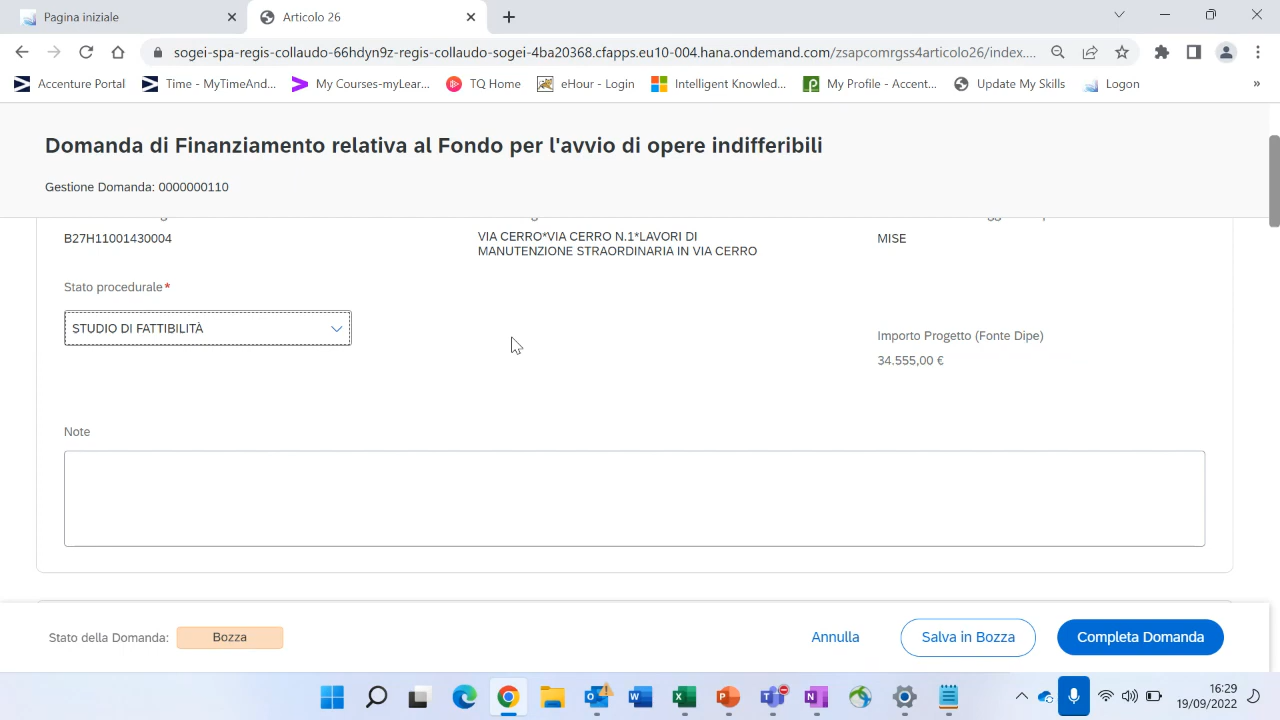 Pagina iniziale
Articolo 26
sogei-spa-regis-collaudo-66hdyn9z-regis-collaudo-sogei-4ba20368.cfapps.eu10-004.hana.ondemand.com/zsapcomrgss4articolo26/index....
Accenture Portal
Time - MyTimeAnd...
My Courses-myLear...
TQ Home
eHour - Login
Intelligent Knowled...
My Profile - Accent...
Update My Skills
Logon
»
Domanda di Finanziamento relativa al Fondo per l'avvio di opere indifferibili
Gestione Domanda: 0000000110
B27H11001430004
VIA CERRO*VIA CERRO N.1*LAVORI DI
MANUTENZIONE STRAORDINARIA IN VIA CERRO
MISE
Stato procedurale*
STUDIO DI FATTIBILITÀ
Importo Progetto (Fonte Dipe)
34.555,00 €
Note
Stato della Domanda: Bozza
Annulla
Salva in Bozza
Completa Domanda
16:29
19/09/2022